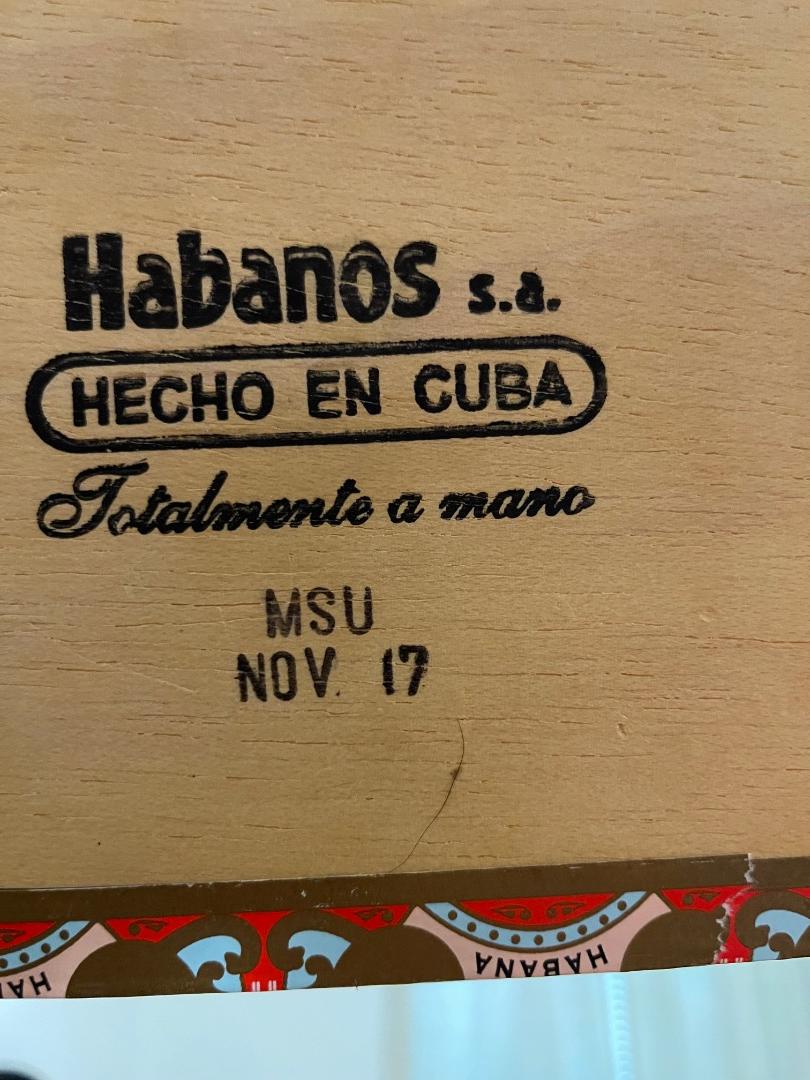 Habanos s.a.
HECHO EN CUBA
Totalmente a mano
MSU
NOV. 17
HABANA